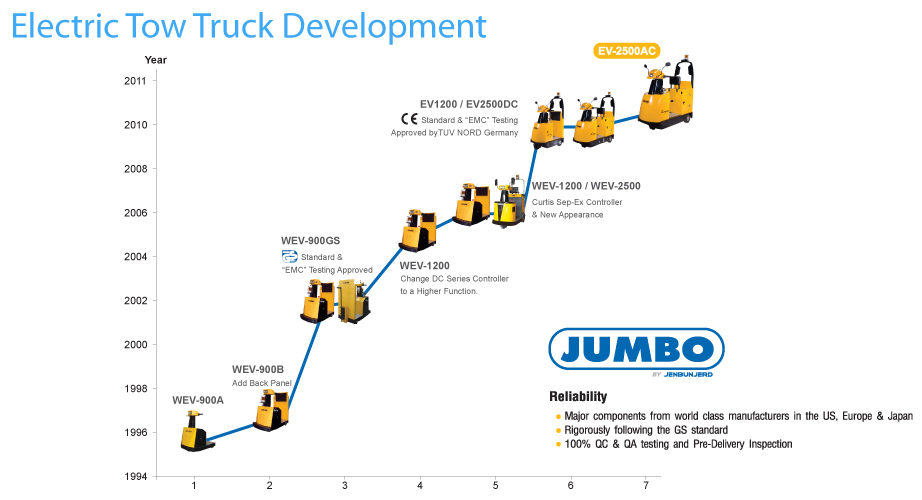 Electric Tow Truck Development
Year
EV-2500AC
2011
EV1200 / EV2500DC
CE Standard & “EMC” Testing
Approved byTUV NORD Germany
2010
2008
WEV-1200 / WEV-2500
Curtis Sep-Ex Controller
& New Appearance
2006
WEV-900GS
GS Standard &
“EMC” Testing Approved
2004
WEV-1200
Change DC Series Controller
to a Higher Function.
2002
2000
JUMBO
BY JENBUNJERD
WEV-900B
Add Back Panel
1998
WEV-900A
Reliability
Major components from world class manufacturers in the US, Europe & Japan
Rigorously following the GS standard
100% QC & QA testing and Pre-Delivery Inspection
1996
1994
1 2 3 4 5 6 7